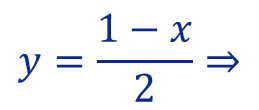 y = (1 − x)/2 ⇒